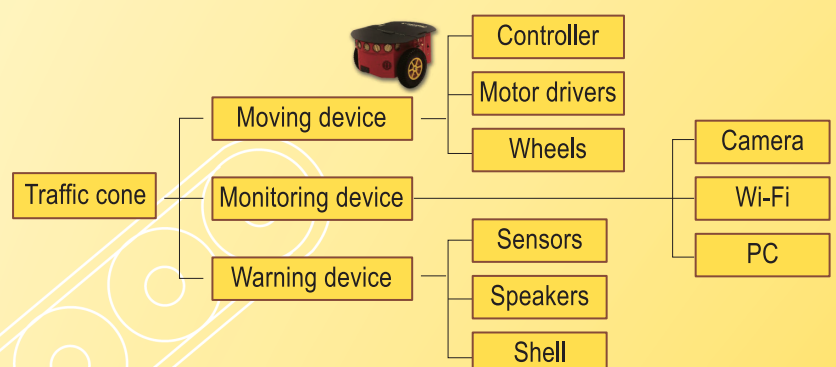 Traffic cone
Moving device
Controller
Motor drivers
Wheels
Monitoring device
Camera
Wi-Fi
PC
Warning device
Sensors
Speakers
Shell